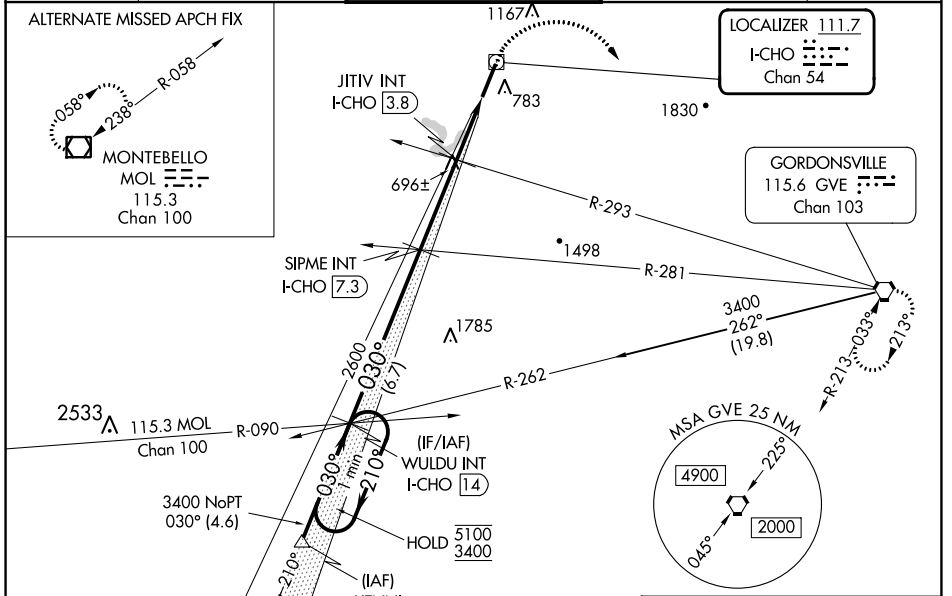 ALTERNATE MISSED APCH FIX
R-058
058°
238°
MONTEBELLO
MOL
115.3
Chan 100
1167
LOCALIZER 111.7
I-CHO
Chan 54
JITIV INT
I-CHO 3.8
783
1830
696±
GORDONSVILLE
115.6 GVE
Chan 103
R-293
SIPME INT
I-CHO 7.3
1498
R-281
3400
262°
(19.8)
1785
2600
030°
(6.7)
R-262
R-213
033°
213°
2533
115.3 MOL
Chan 100
R-090
(IF/IAF)
WULDU INT
I-CHO 14
030°
1 min
210°
MSA GVE 25 NM
225°
4900
2000
045°
3400 NoPT
030° (4.6)
HOLD 5100
3400
210°
(IAF)